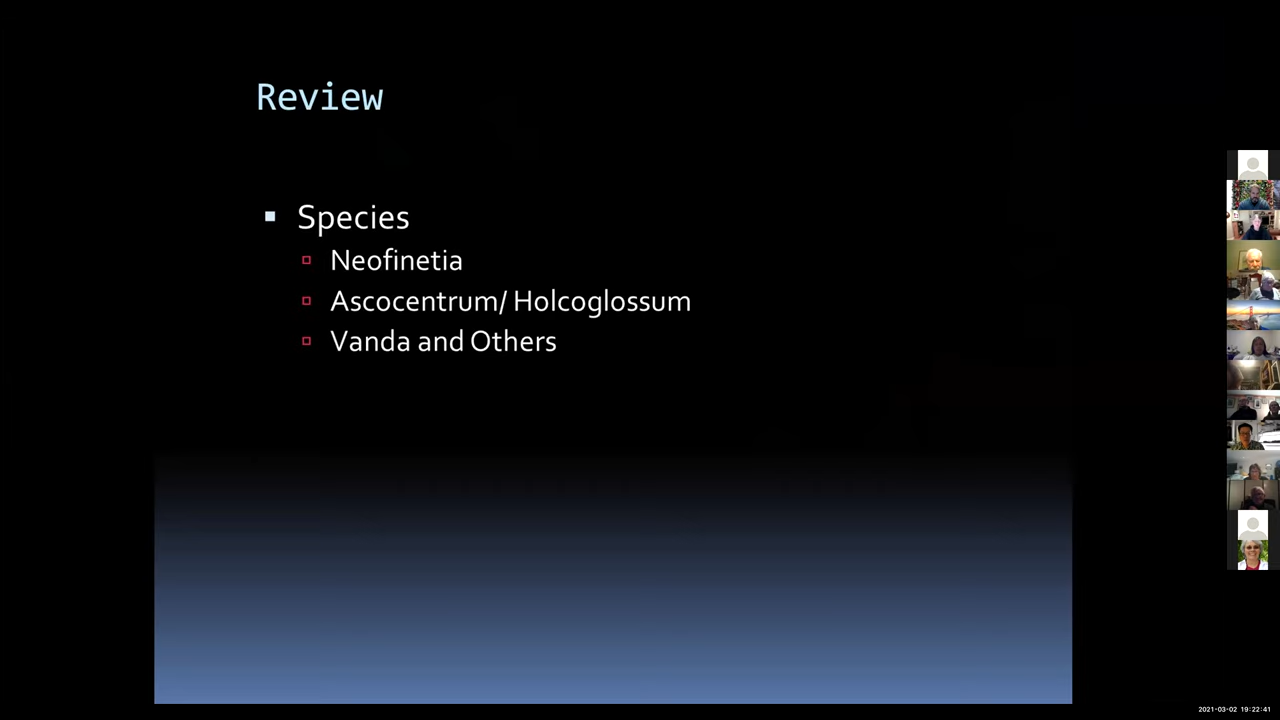 Review
Species
Neofinetia
Ascocentrum/ Holcoglossum
Vanda and Others
2021-03-02 19:22:41